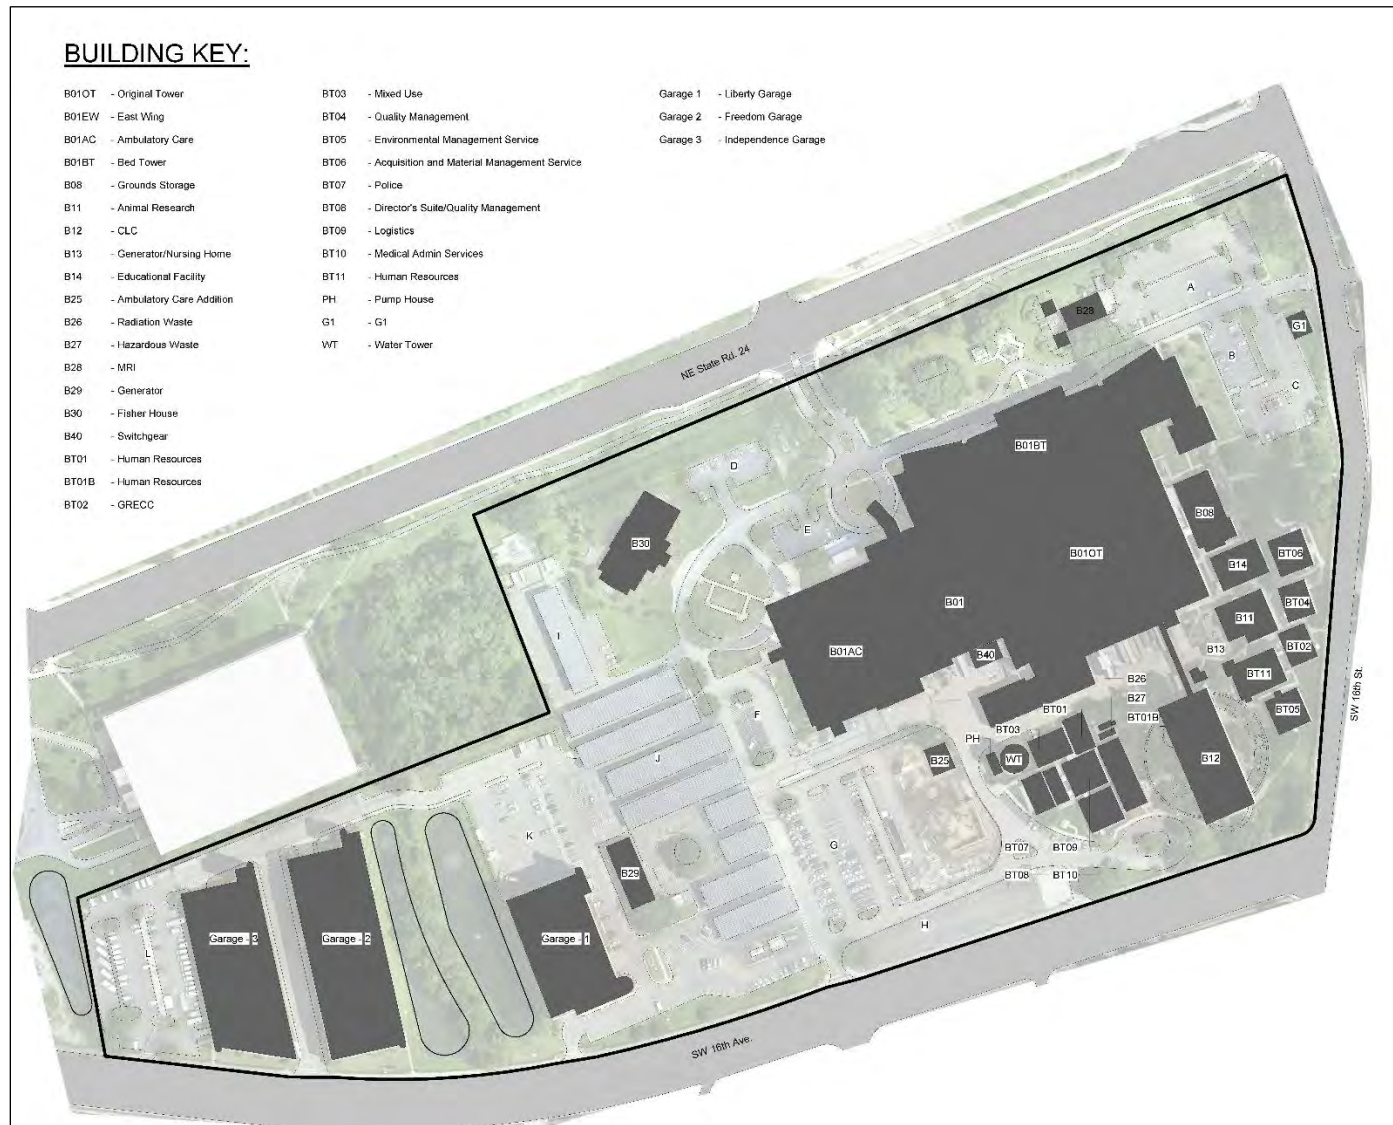 BUILDING KEY:
B01OT - Original Tower
B01EW - East Wing
B01AC - Ambulatory Care
B01BT - Bed Tower
B08 - Grounds Storage
B11 - Animal Research
B12 - CLC
B13 - Generator/Nursing Home
B14 - Educational Facility
B25 - Ambulatory Care Addition
B26 - Radiation Waste
B27 - Hazardous Waste
B28 - MRI
B29 - Generator
B30 - Fisher House
B40 - Switchgear
BT01 - Human Resources
BT01B - Human Resources
BT02 - GRECC
BT03 - Mixed Use
BT04 - Quality Management
BT05 - Environmental Management Service
BT06 - Acquisition and Material Management Service
BT07 - Police
BT08 - Director's Suite/Quality Management
BT09 - Logistics
BT10 - Medical Admin Services
BT11 - Human Resources
PH - Pump House
G1 - G1
WT - Water Tower
Garage 1 - Liberty Garage
Garage 2 - Freedom Garage
Garage 3 - Independence Garage
A
B28
G1
NE State Rd. 24
B
C
B01BT
D
B08
E
B30
B01OT
BT06
B14
B01
BT04
B11
I
B13
BT02
B01AC
B40
BT11
B26
B27
SW 16th St.
BT01
BT01B
BT05
F
BT03
PH
J
B25
WT
B12
K
G
BT07
BT09
B29
BT08
BT10
H
Garage - 3
Garage - 2
Garage - 1
L
SW 16th Ave.